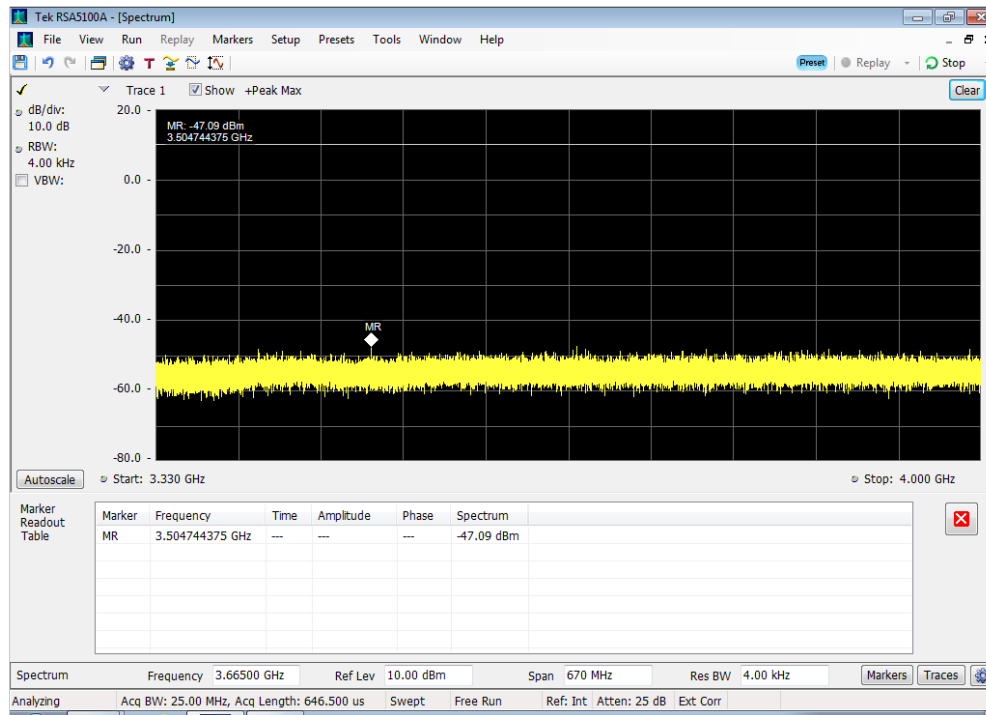 Tek RSA5100A - [Spectrum]
File View Run Replay Markers Setup Presets Tools Window Help
T Preset Replay Stop
Trace 1 Show +Peak Max Clear
dB/div: 20.0
10.0 dB
MR: -47.09 dBm
3.504744375 GHz
RBW:
4.00 kHz
VBW: 0.0
-20.0
-40.0
MR
-60.0
-80.0
Autoscale Start: 3.330 GHz Stop: 4.000 GHz
Marker Readout Table
Marker Frequency Time Amplitude Phase Spectrum
MR 3.504744375 GHz --- --- --- -47.09 dBm
Spectrum Frequency 3.66500 GHz Ref Lev 10.00 dBm Span 670 MHz Res BW 4.00 kHz Markers Traces
Analyzing Acq BW: 25.00 MHz, Acq Length: 646.500 us Swept Free Run Ref: Int Atten: 25 dB Ext Corr